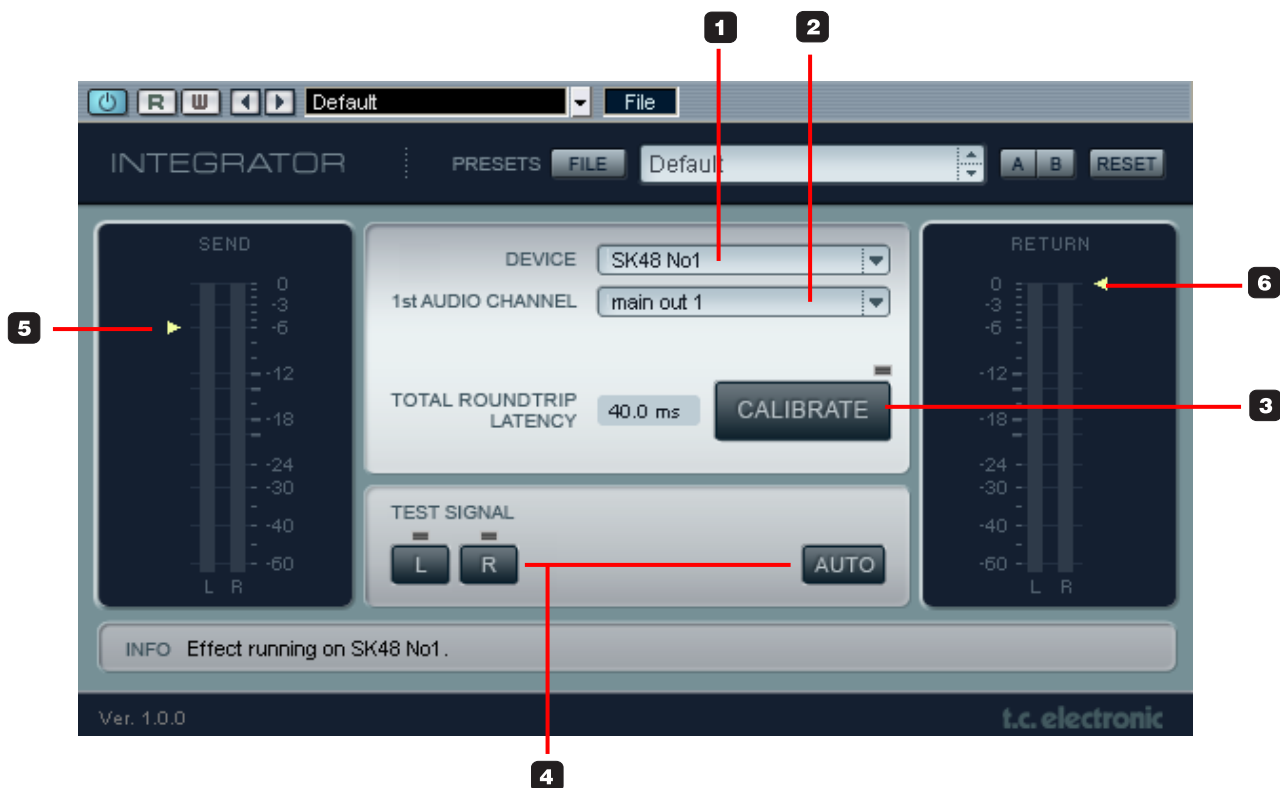 1 2
R W Default File
INTEGRATOR PRESETS FILE Default A B RESET
SEND
0
-3
-6
-12
-18
-24
-30
-40
-60
L R
5
DEVICE SK48 No1
1st AUDIO CHANNEL main out 1
TOTAL ROUNDTRIP
LATENCY
40.0 ms
CALIBRATE
TEST SIGNAL
L R AUTO
RETURN
0
-3
-6
-12
-18
-24
-30
-40
-60
L R
6
3
INFO Effect running on SK48 No1.
Ver. 1.0.0 t.c. electronic
4